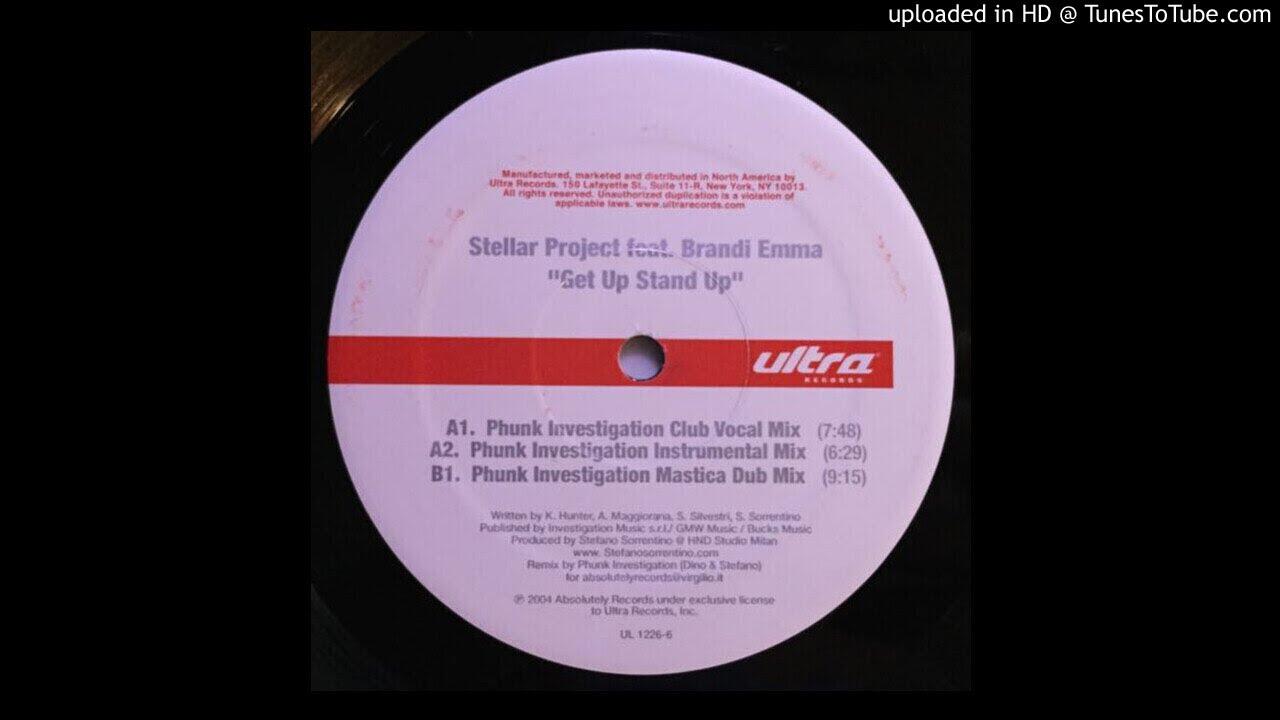 uploaded in HD @ TunesToTube.com
Manufactured, marketed and distributed in North America by
Ultra Records. 150 Lafayette St., Suite 11-R, New York, NY 10013.
All rights reserved. Unauthorized duplication is a violation of
applicable laws. www.ultrarecords.com
Stellar Project feat. Brandi Emma
"Get Up Stand Up"
ultra
RECORDS
A1. Phunk Investigation Club Vocal Mix (7:48)
A2. Phunk Investigation Instrumental Mix (6:29)
B1. Phunk Investigation Mastica Dub Mix (9:15)
Written by K. Hunter, A. Maggiorana, S. Silvestri, S. Sorrentino
Published by Investigation Music s.r.l./ GMW Music / Bucks Music
Produced by Stefano Sorrentino @ HND Studio Milan
www. Stefanosorrentino.com
Remix by Phunk Investigation (Dino & Stefano)
for absolutelyrecords@virgilio.it
℗ 2004 Absolutely Records under exclusive license
to Ultra Records, Inc.
UL 1226-6